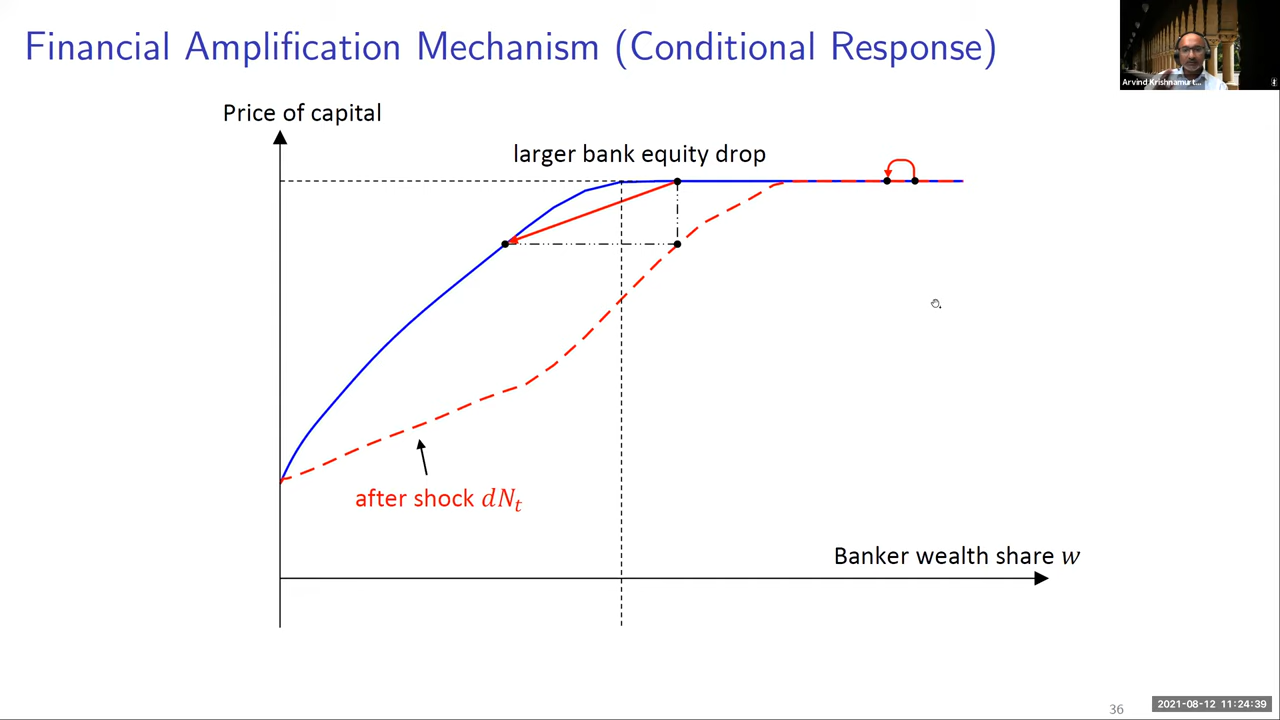 Financial Amplification Mechanism (Conditional Response)
Arvind Krishnamurt...
Price of capital
larger bank equity drop
after shock dNₜ
Banker wealth share w
36
2021-08-12 11:24:39